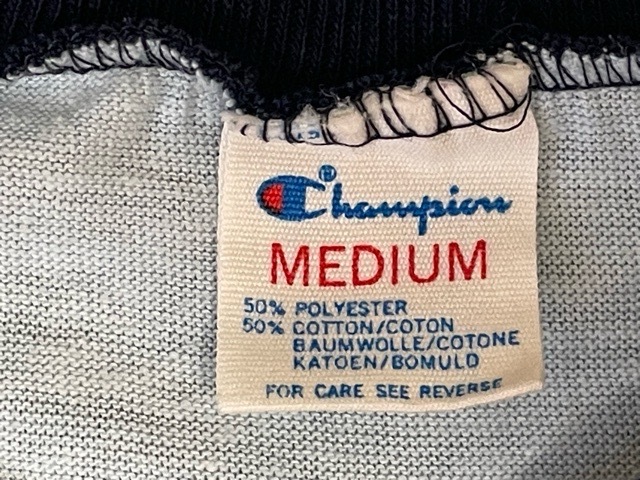 Champion®
MEDIUM
50% POLYESTER
50% COTTON/COTON
BAUMWOLLE/COTONE
KATOEN/BOMULD
FOR CARE SEE REVERSE